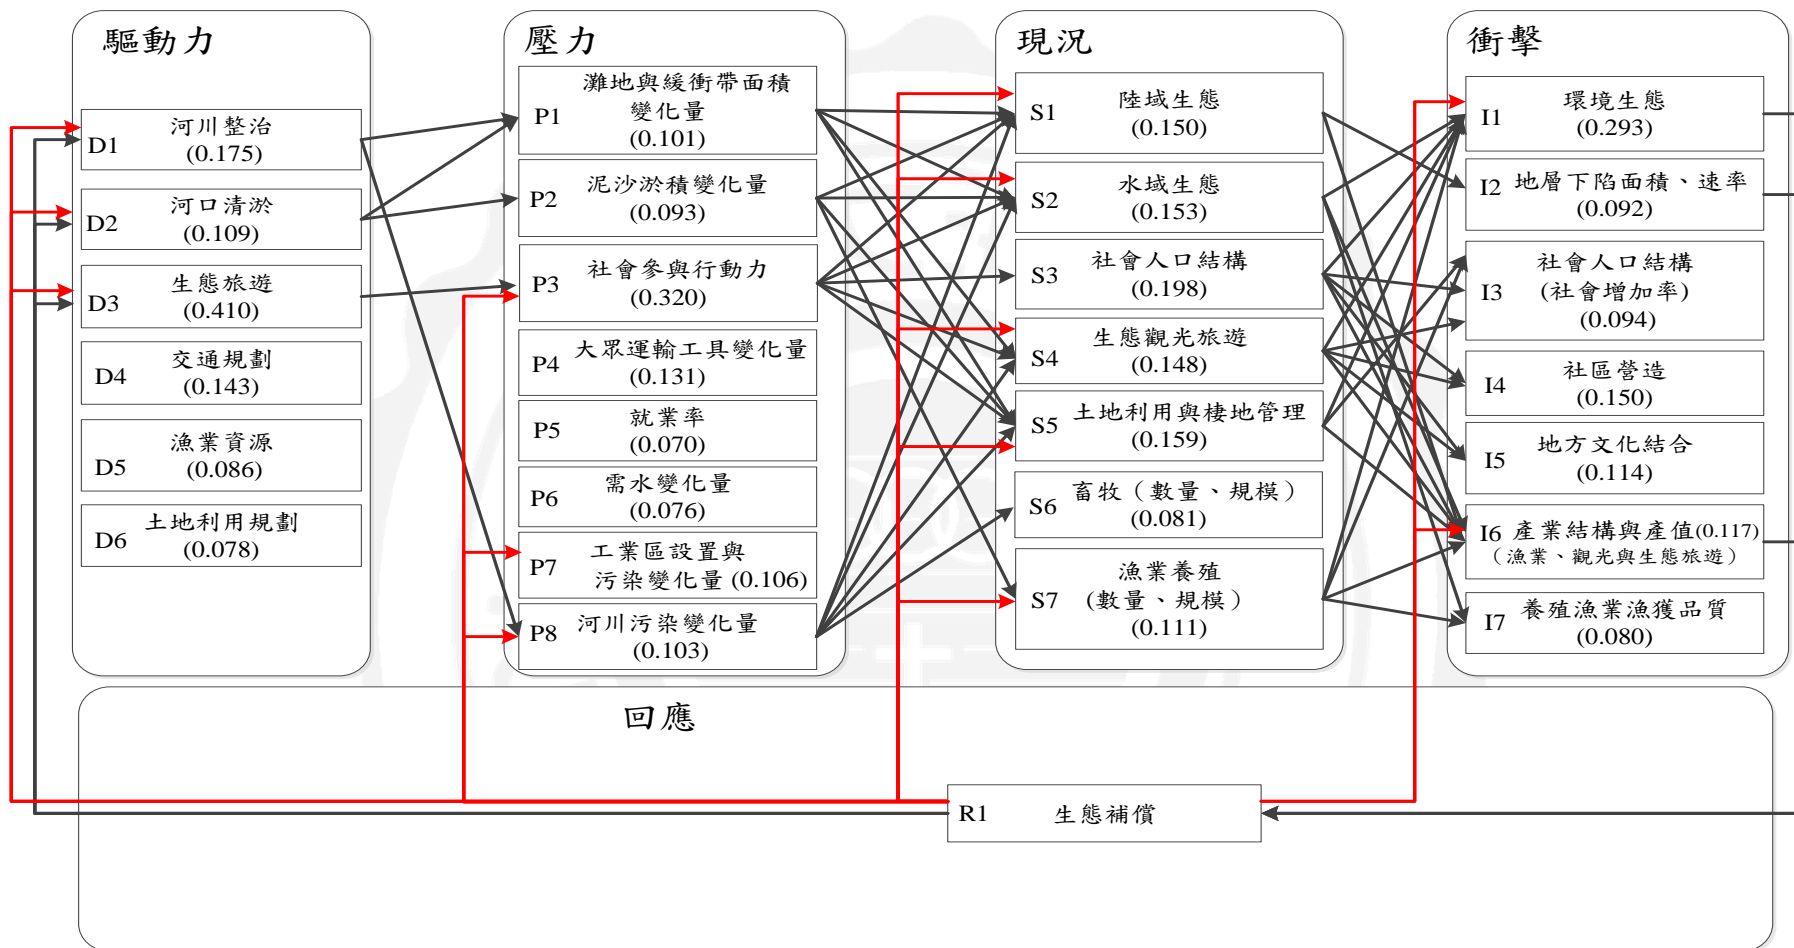 驅動力
D1
河川整治
(0.175)
D2
河口清淤
(0.109)
D3
生態旅遊
(0.410)
D4
交通規劃
(0.143)
D5
漁業資源
(0.086)
D6
土地利用規劃
(0.078)
壓力
P1
灘地與緩衝帶面積
變化量
(0.101)
P2
泥沙淤積變化量
(0.093)
P3
社會參與行動力
(0.320)
P4
大眾運輸工具變化量
(0.131)
P5
就業率
(0.070)
P6
需水變化量
(0.076)
P7
工業區設置與
污染變化量 (0.106)
P8
河川污染變化量
(0.103)
現況
S1
陸域生態
(0.150)
S2
水域生態
(0.153)
S3
社會人口結構
(0.198)
S4
生態觀光旅遊
(0.148)
S5
土地利用與棲地管理
(0.159)
S6
畜牧（數量、規模）
(0.081)
S7
漁業養殖
(數量、規模)
(0.111)
衝擊
I1
環境生態
(0.293)
I2
地層下陷面積、速率
(0.092)
I3
社會人口結構
(社會增加率)
(0.094)
I4
社區營造
(0.150)
I5
地方文化結合
(0.114)
I6
產業結構與產值(0.117)
（漁業、觀光與生態旅遊）
I7
養殖漁業漁獲品質
(0.080)
回應
R1
生態補償